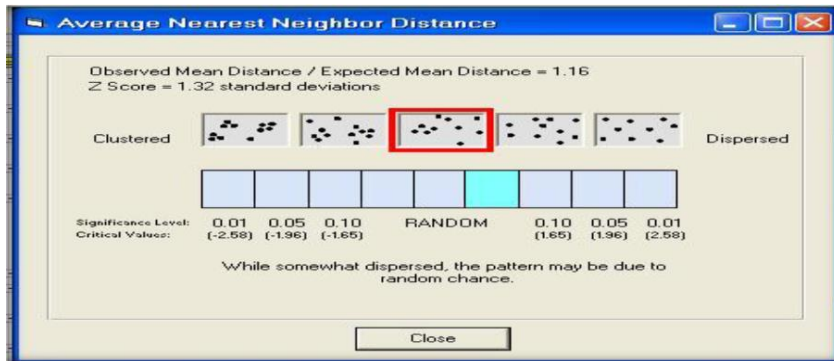 Average Nearest Neighbor Distance
Observed Mean Distance / Expected Mean Distance = 1.16
Z Score = 1.32 standard deviations
Clustered Dispersed
Significance Level: 0.01 0.05 0.10 RANDOM 0.10 0.05 0.01
Critical Values: (-2.58) (-1.96) (-1.65) (1.65) (1.96) (2.58)
While somewhat dispersed, the pattern may be due to
random chance.
Close